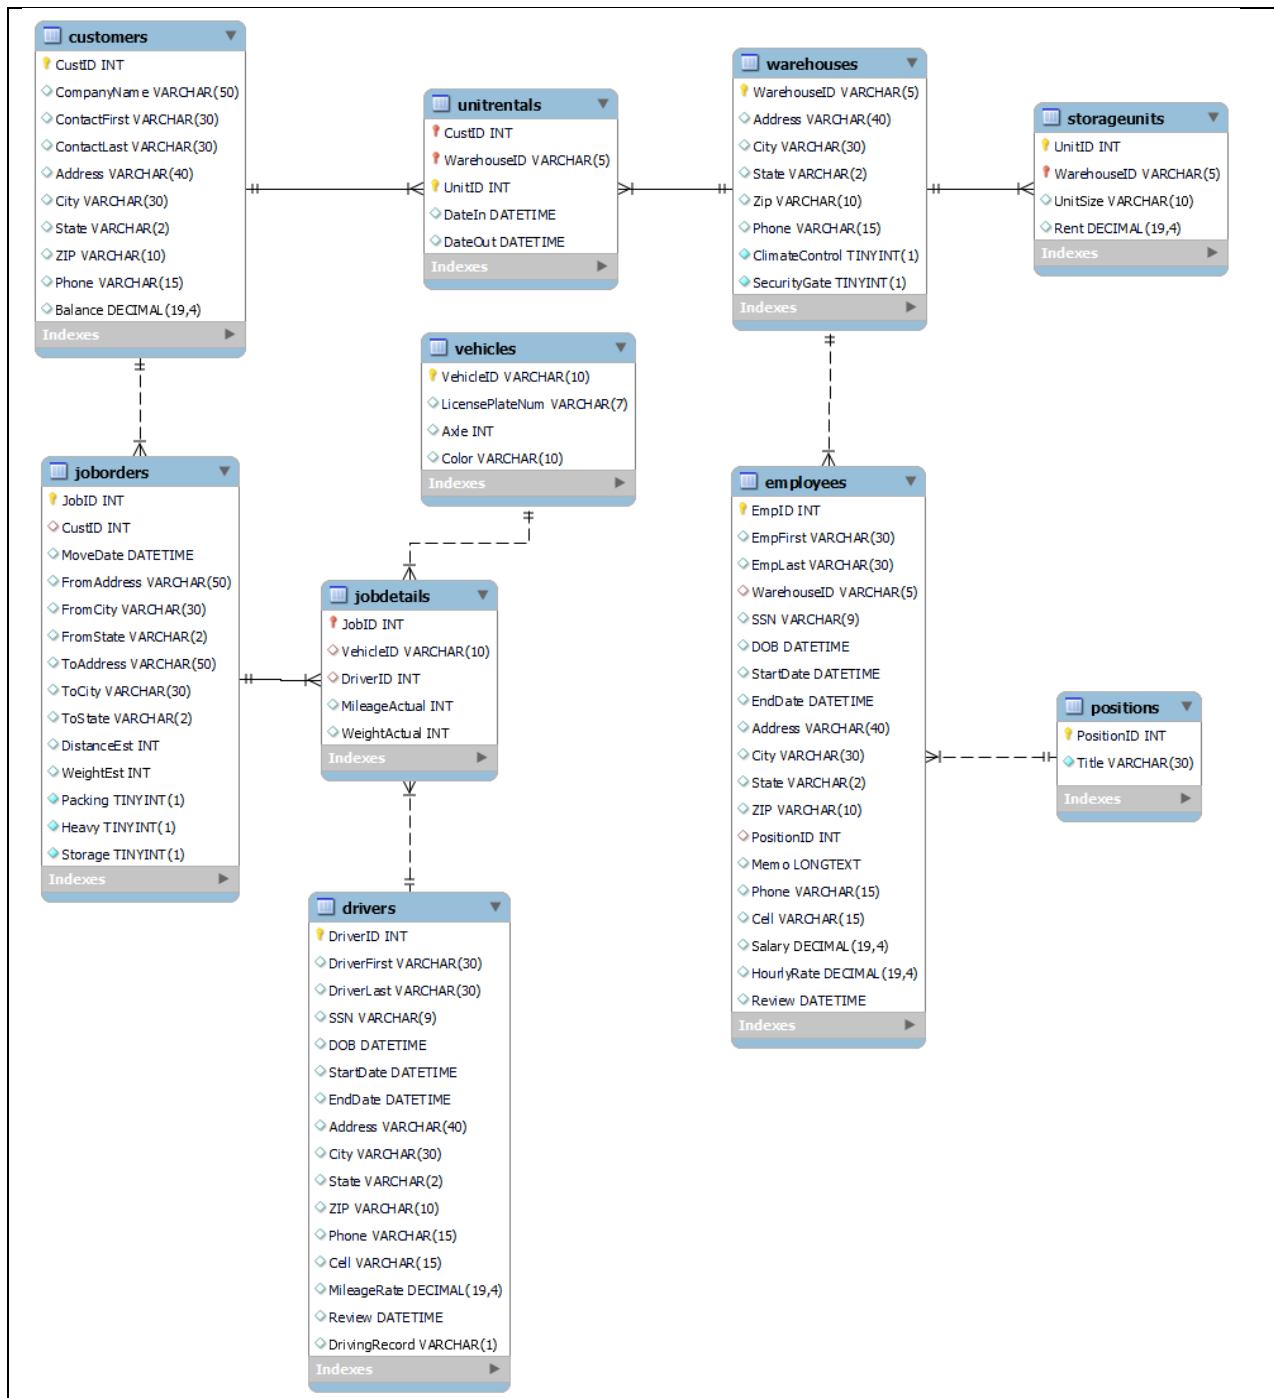 customers
CustID INT
CompanyName VARCHAR(50)
ContactFirst VARCHAR(30)
ContactLast VARCHAR(30)
Address VARCHAR(40)
City VARCHAR(30)
State VARCHAR(2)
ZIP VARCHAR(10)
Phone VARCHAR(15)
Balance DECIMAL(19,4)
Indexes
unitrentals
CustID INT
WarehouseID VARCHAR(5)
UnitID INT
DateIn DATETIME
DateOut DATETIME
Indexes
warehouses
WarehouseID VARCHAR(5)
Address VARCHAR(40)
City VARCHAR(30)
State VARCHAR(2)
Zip VARCHAR(10)
Phone VARCHAR(15)
ClimateControl TINYINT(1)
SecurityGate TINYINT(1)
Indexes
storageunits
UnitID INT
WarehouseID VARCHAR(5)
UnitSize VARCHAR(10)
Rent DECIMAL(19,4)
Indexes
vehicles
VehicleID VARCHAR(10)
LicensePlateNum VARCHAR(7)
Axle INT
Color VARCHAR(10)
Indexes
joborders
JobID INT
CustID INT
MoveDate DATETIME
FromAddress VARCHAR(50)
FromCity VARCHAR(30)
FromState VARCHAR(2)
ToAddress VARCHAR(50)
ToCity VARCHAR(30)
ToState VARCHAR(2)
DistanceEst INT
WeightEst INT
Packing TINYINT(1)
Heavy TINYINT(1)
Storage TINYINT(1)
Indexes
jobdetails
JobID INT
VehicleID VARCHAR(10)
DriverID INT
MileageActual INT
WeightActual INT
Indexes
employees
EmpID INT
EmpFirst VARCHAR(30)
EmpLast VARCHAR(30)
WarehouseID VARCHAR(5)
SSN VARCHAR(9)
DOB DATETIME
StartDate DATETIME
EndDate DATETIME
Address VARCHAR(40)
City VARCHAR(30)
State VARCHAR(2)
ZIP VARCHAR(10)
PositionID INT
Memo LONGTEXT
Phone VARCHAR(15)
Cell VARCHAR(15)
Salary DECIMAL(19,4)
HourlyRate DECIMAL(19,4)
Review DATETIME
Indexes
positions
PositionID INT
Title VARCHAR(30)
Indexes
drivers
DriverID INT
DriverFirst VARCHAR(30)
DriverLast VARCHAR(30)
SSN VARCHAR(9)
DOB DATETIME
StartDate DATETIME
EndDate DATETIME
Address VARCHAR(40)
City VARCHAR(30)
State VARCHAR(2)
ZIP VARCHAR(10)
Phone VARCHAR(15)
Cell VARCHAR(15)
MileageRate DECIMAL(19,4)
Review DATETIME
DrivingRecord VARCHAR(1)
Indexes